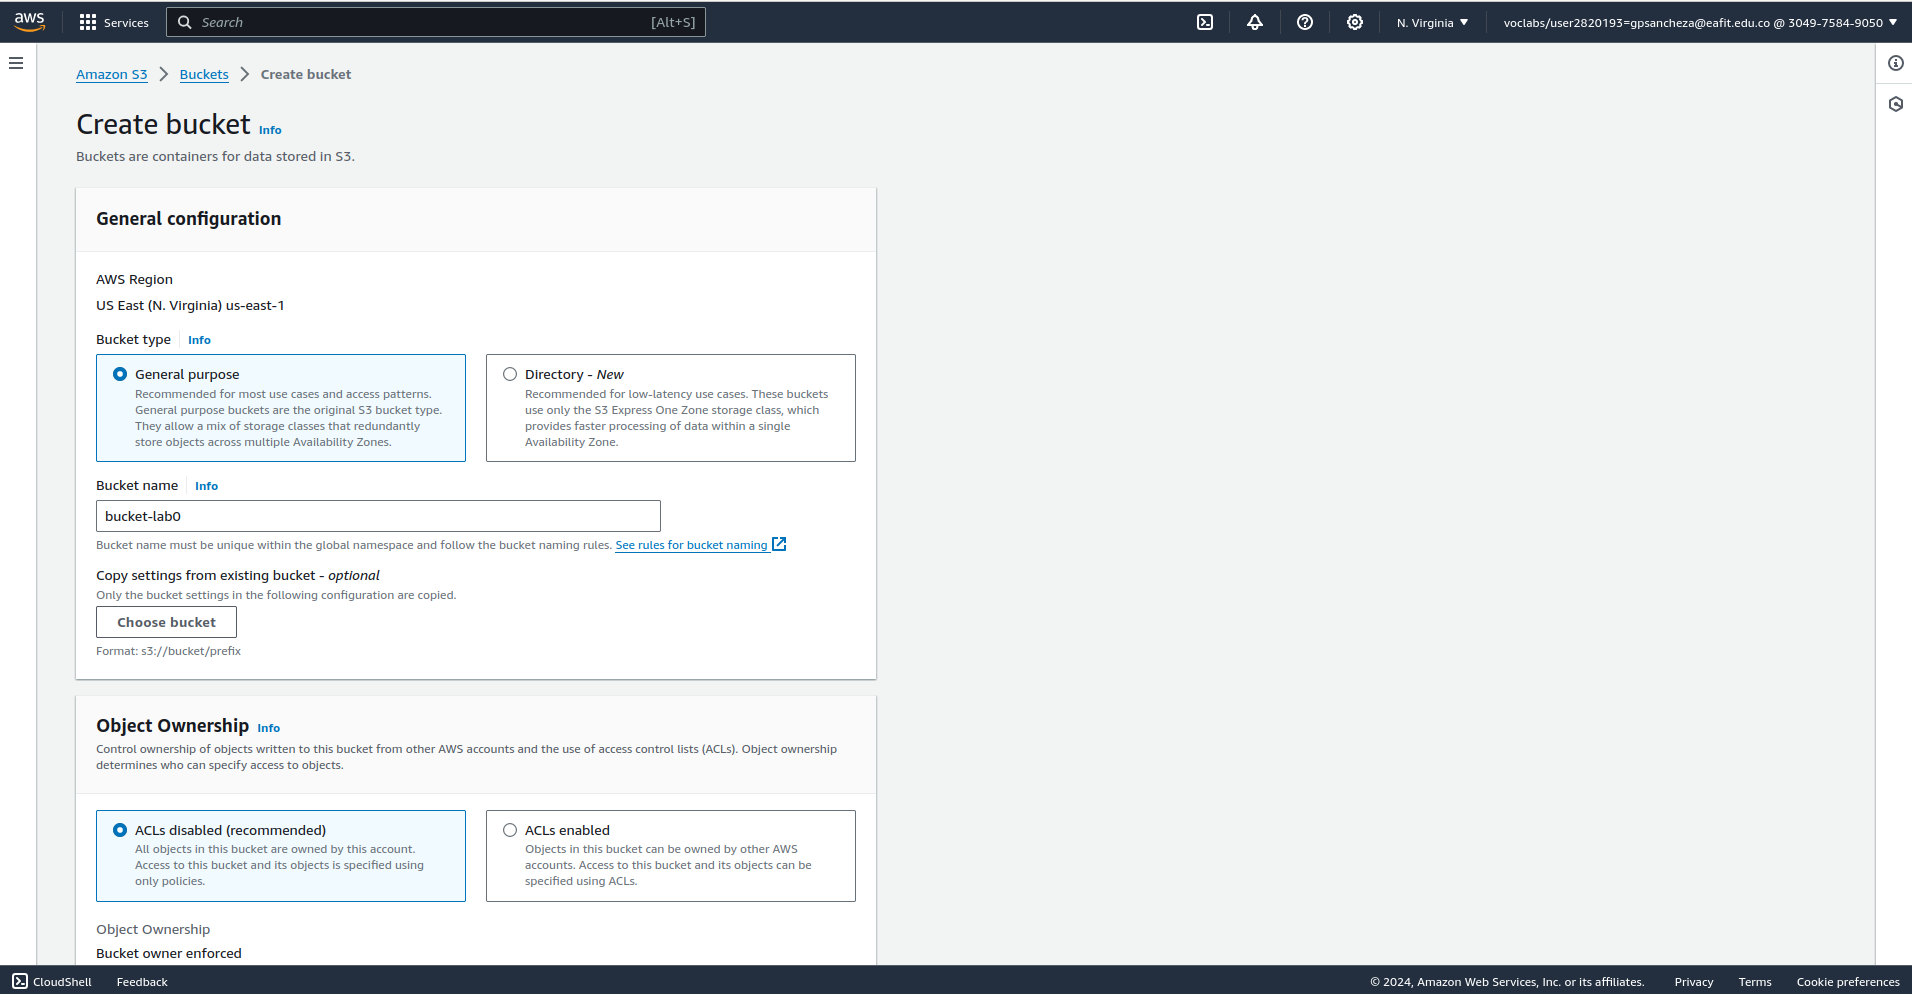 aws
Services
Search [Alt+S]
N. Virginia
voclabs/user2820193=gpsancheza@eafit.edu.co @ 3049-7584-9050
Amazon S3 > Buckets > Create bucket
Create bucket Info
Buckets are containers for data stored in S3.
General configuration
AWS Region
US East (N. Virginia) us-east-1
Bucket type Info
General purpose
Recommended for most use cases and access patterns.
General purpose buckets are the original S3 bucket type.
They allow a mix of storage classes that redundantly
store objects across multiple Availability Zones.
Directory - New
Recommended for low-latency use cases. These buckets
use only the S3 Express One Zone storage class, which
provides faster processing of data within a single
Availability Zone.
Bucket name Info
bucket-lab0
Bucket name must be unique within the global namespace and follow the bucket naming rules. See rules for bucket naming
Copy settings from existing bucket - optional
Only the bucket settings in the following configuration are copied.
Choose bucket
Format: s3://bucket/prefix
Object Ownership Info
Control ownership of objects written to this bucket from other AWS accounts and the use of access control lists (ACLs). Object ownership
determines who can specify access to objects.
ACLs disabled (recommended)
All objects in this bucket are owned by this account.
Access to this bucket and its objects is specified using
only policies.
ACLs enabled
Objects in this bucket can be owned by other AWS
accounts. Access to this bucket and its objects can be
specified using ACLs.
Object Ownership
Bucket owner enforced
CloudShell Feedback
© 2024, Amazon Web Services, Inc. or its affiliates. Privacy Terms Cookie preferences